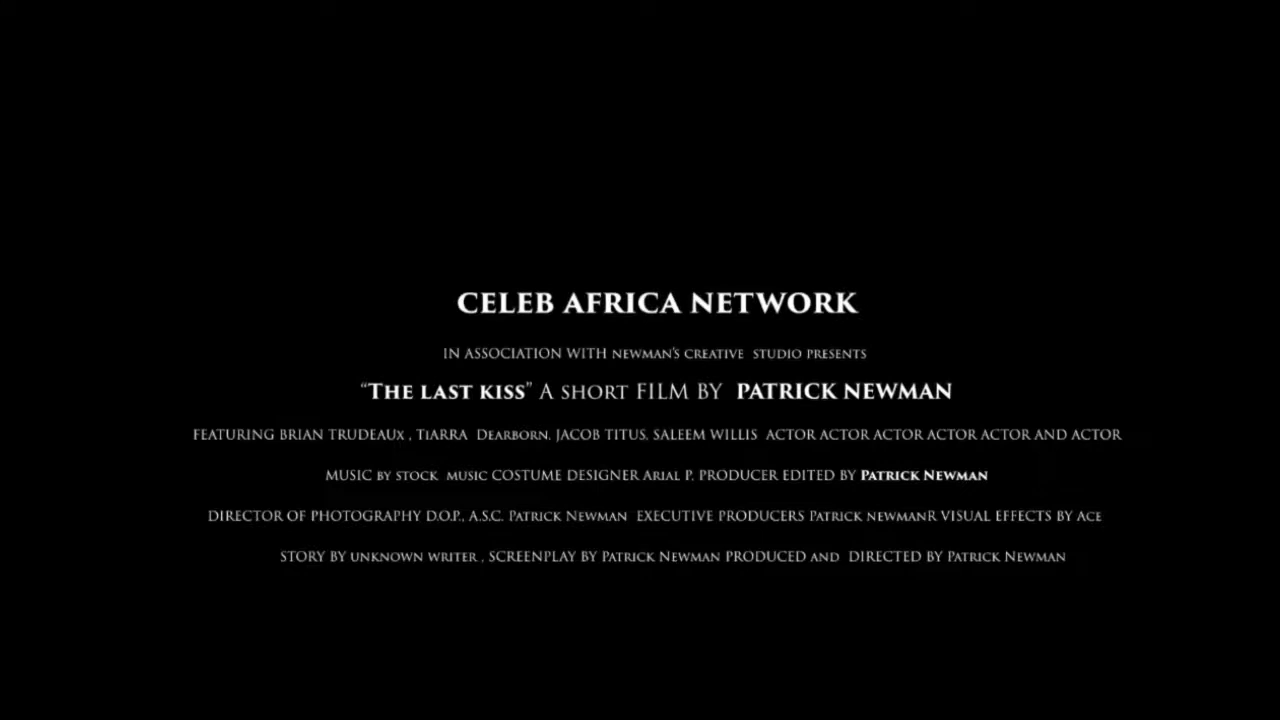 CELEB AFRICA NETWORK
IN ASSOCIATION WITH NEWMAN'S CREATIVE STUDIO PRESENTS
“THE LAST KISS” A SHORT FILM BY PATRICK NEWMAN
FEATURING BRIAN TRUDEAUX , TIARRA DEARBORN, JACOB TITUS, SALEEM WILLIS ACTOR ACTOR ACTOR ACTOR ACTOR AND ACTOR
MUSIC BY STOCK MUSIC COSTUME DESIGNER ARIAL P. PRODUCER EDITED BY PATRICK NEWMAN
DIRECTOR OF PHOTOGRAPHY D.O.P., A.S.C. PATRICK NEWMAN EXECUTIVE PRODUCERS PATRICK NEWMANR VISUAL EFFECTS BY ACE
STORY BY UNKNOWN WRITER , SCREENPLAY BY PATRICK NEWMAN PRODUCED AND DIRECTED BY PATRICK NEWMAN